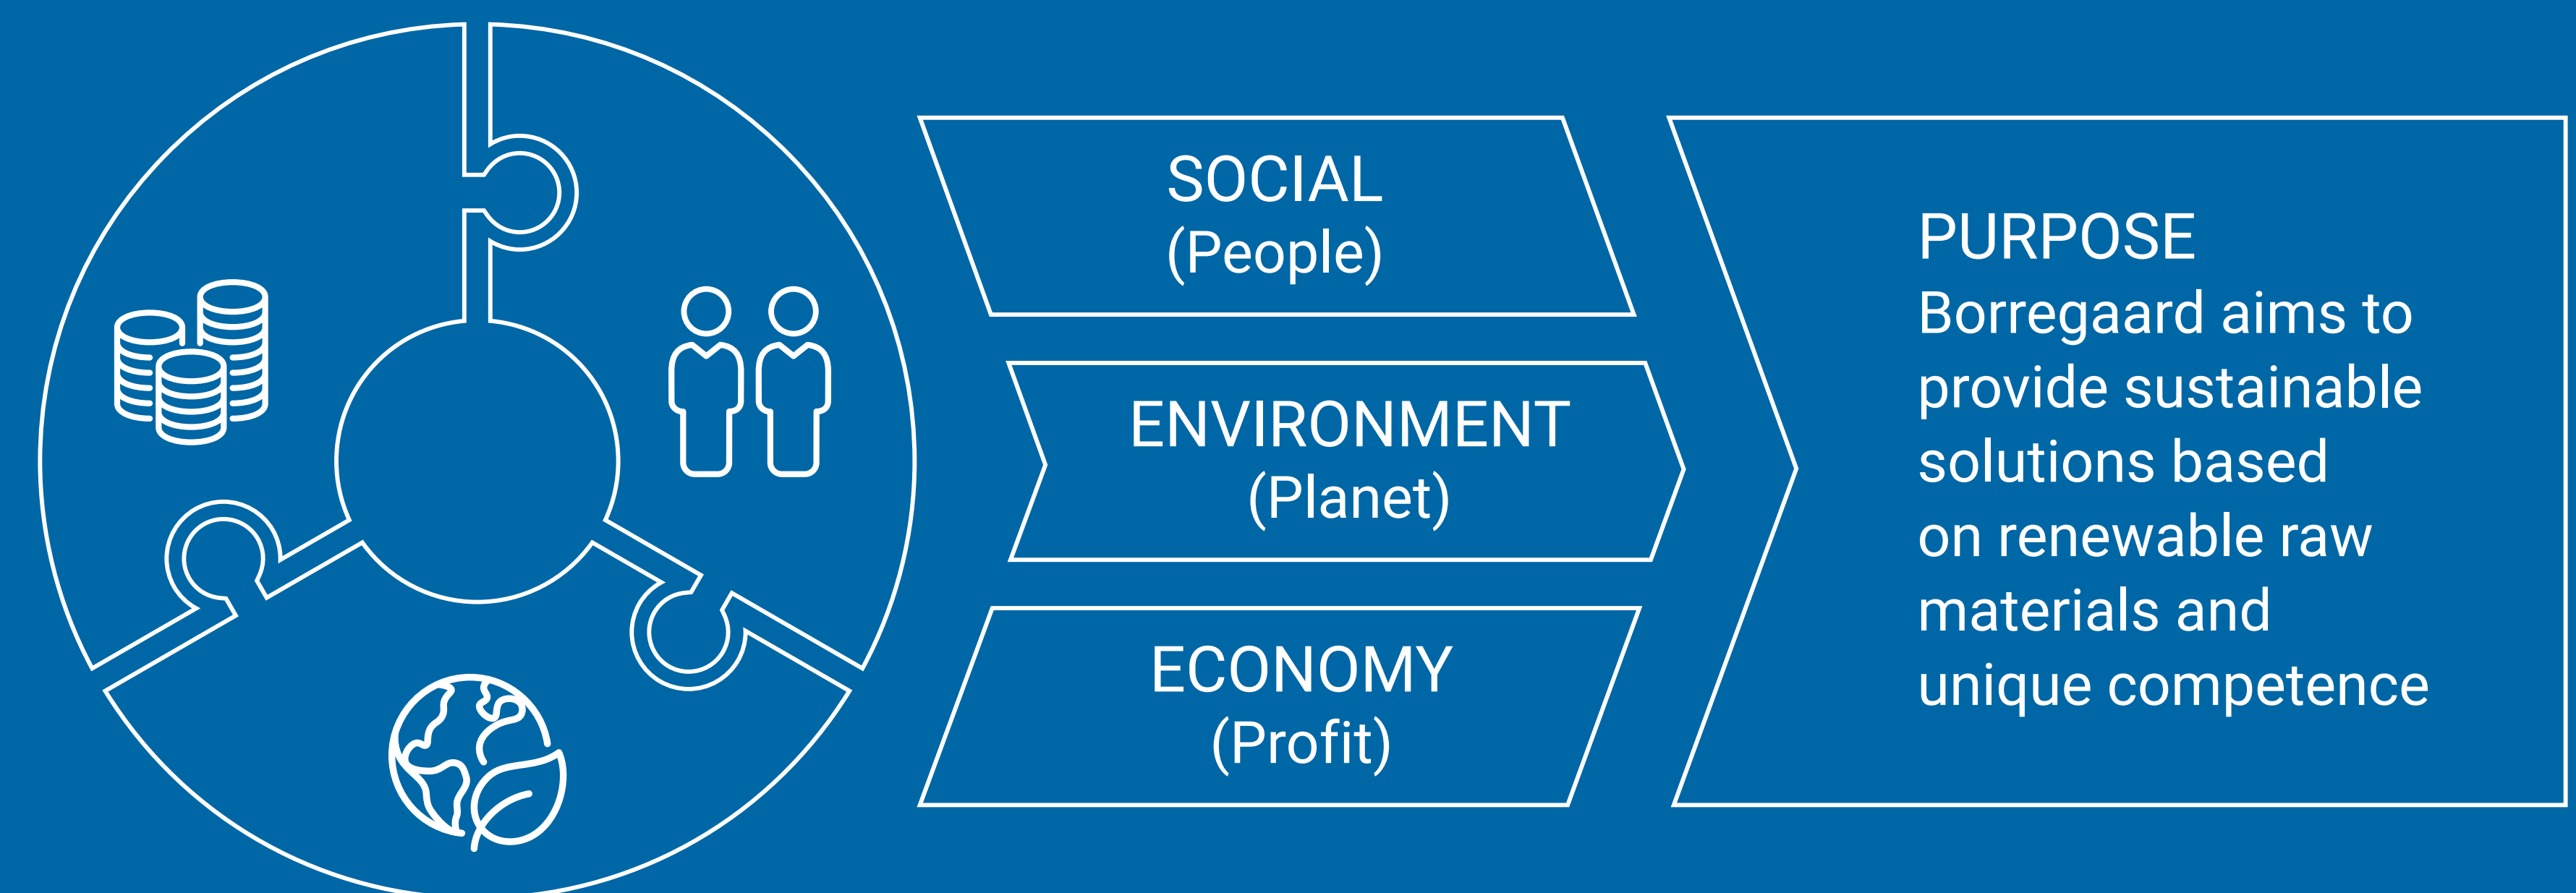 SOCIAL
(People)
ENVIRONMENT
(Planet)
ECONOMY
(Profit)
PURPOSE
Borregaard aims to
provide sustainable
solutions based
on renewable raw
materials and
unique competence